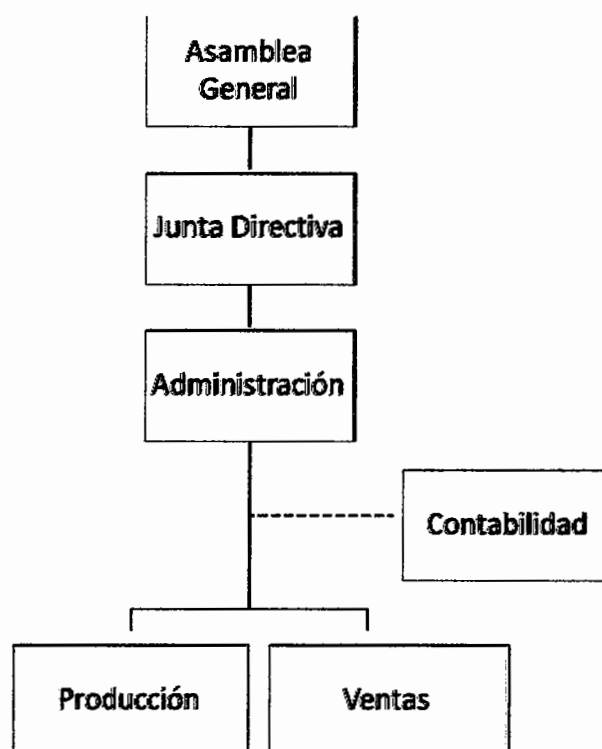 Asamblea
General
Junta Directiva
Administración
Contabilidad
Producción
Ventas